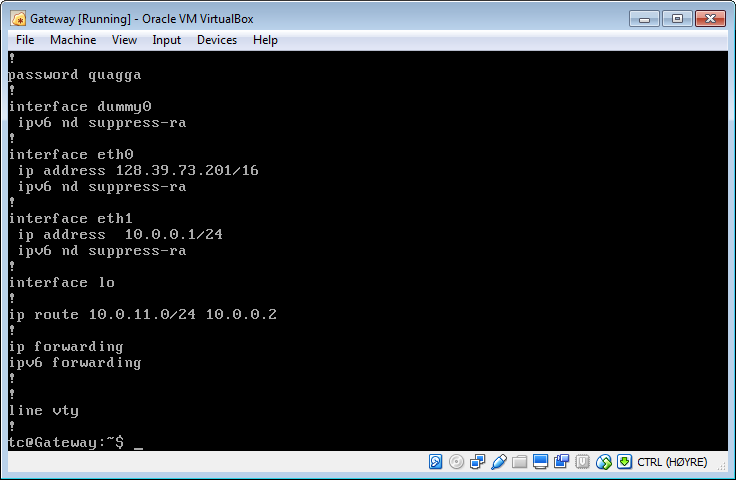 Gateway [Running] - Oracle VM VirtualBox
File Machine View Input Devices Help
!
password quagga
!
interface dummy0
 ipv6 nd suppress-ra
!
interface eth0
 ip address 128.39.73.201/16
 ipv6 nd suppress-ra
!
interface eth1
 ip address  10.0.0.1/24
 ipv6 nd suppress-ra
!
interface lo
!
ip route 10.0.11.0/24 10.0.0.2
!
ip forwarding
ipv6 forwarding
!
!
line vty
!
tc@Gateway:~$ _
CTRL (HØYRE)